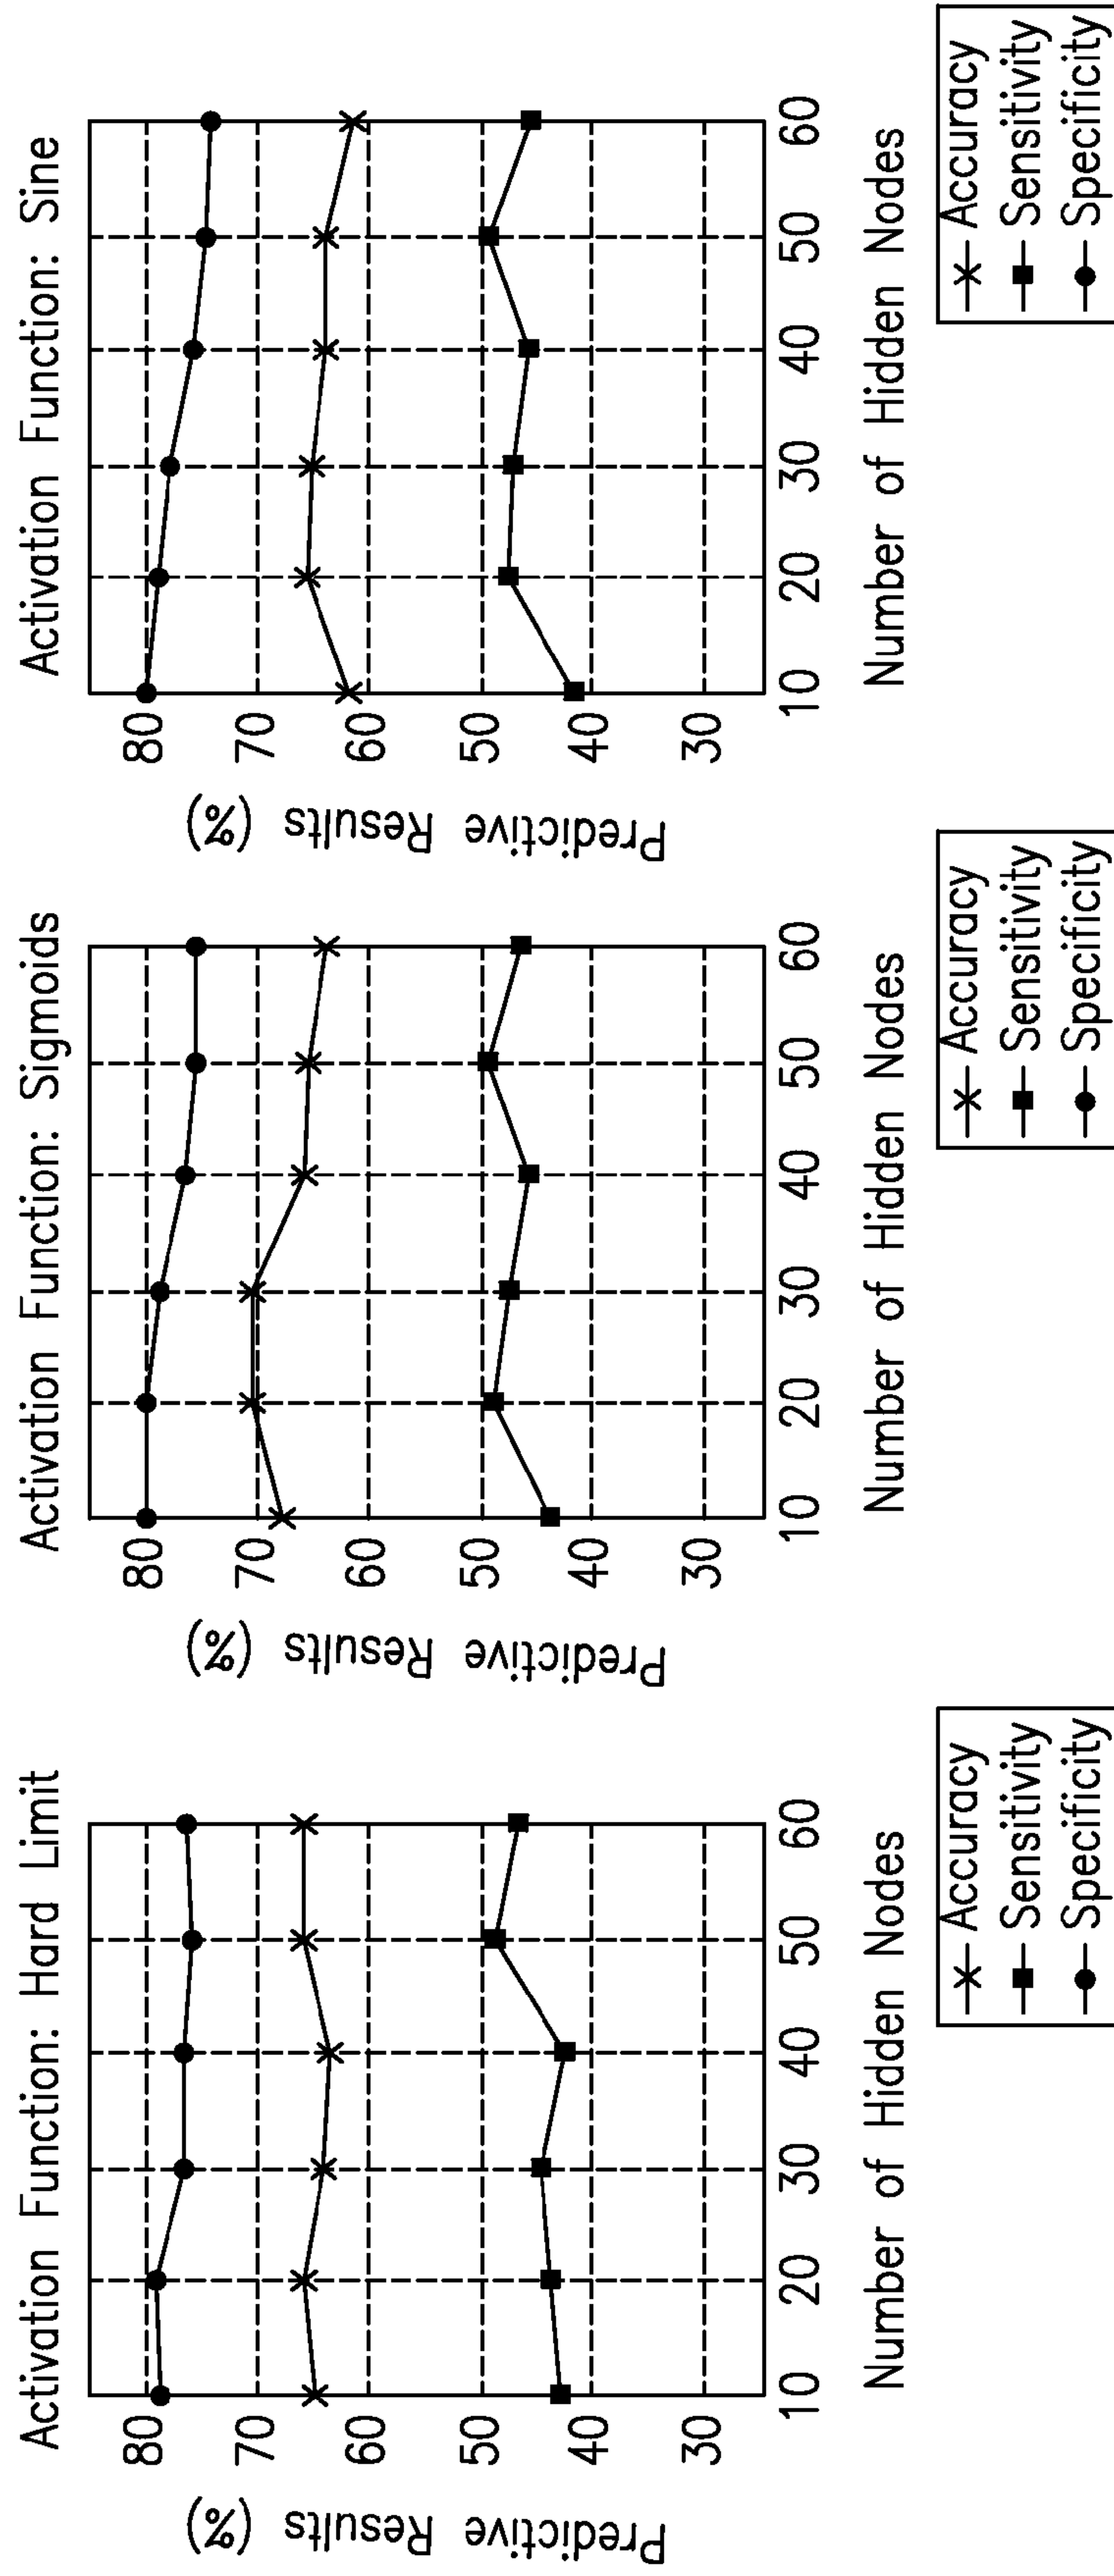 Activation Function: Hard Limit
Predictive Results
(%)
80
70
60
50
40
30
10 20 30 40 50 60
Number of Hidden Nodes
Accuracy
Sensitivity
Specificity
Activation Function: Sigmoids
Predictive Results
(%)
80
70
60
50
40
30
10 20 30 40 50 60
Number of Hidden Nodes
Accuracy
Sensitivity
Specificity
Activation Function: Sine
Predictive Results
(%)
80
70
60
50
40
30
10 20 30 40 50 60
Number of Hidden Nodes
Accuracy
Sensitivity
Specificity